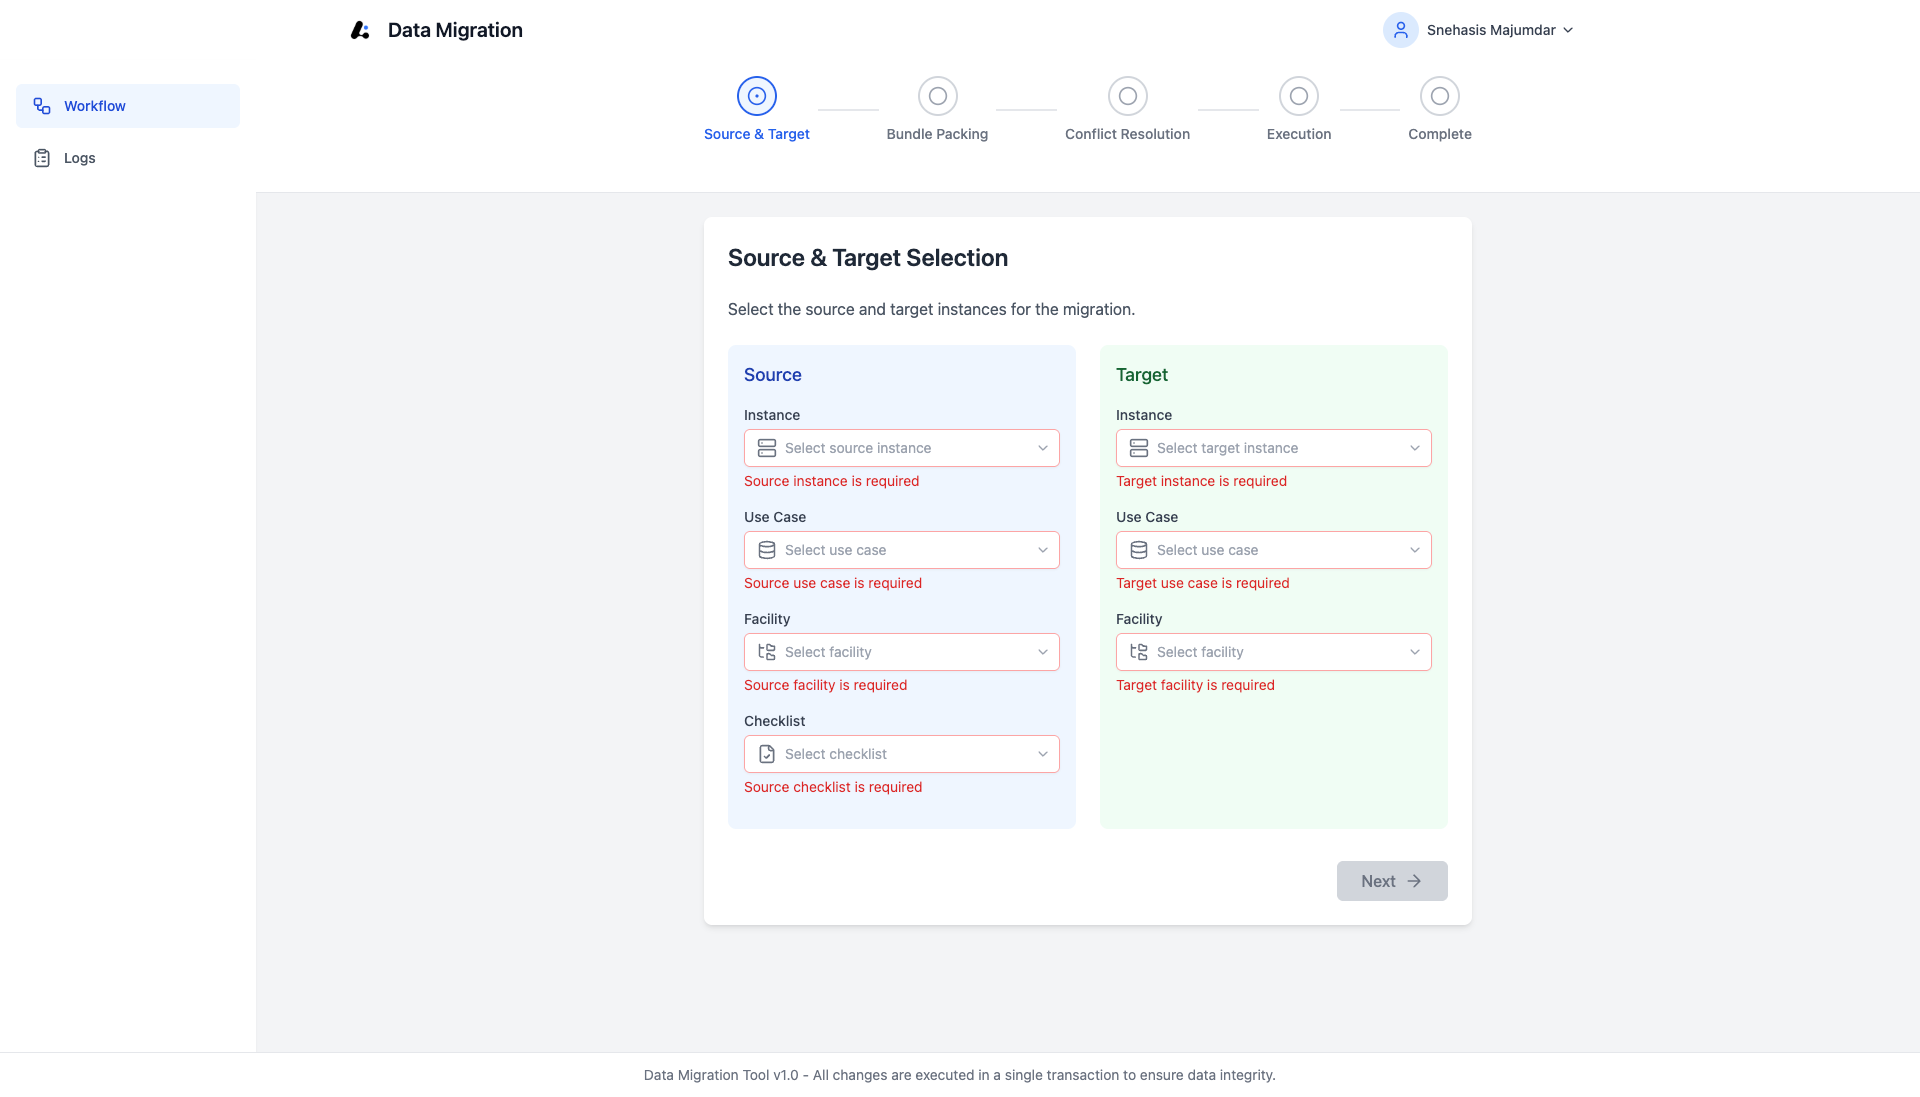 Data Migration
Snehasis Majumdar
Workflow
Logs
Source & Target
Bundle Packing
Conflict Resolution
Execution
Complete
Source & Target Selection
Select the source and target instances for the migration.
Source
Instance
Select source instance
Source instance is required
Use Case
Select use case
Source use case is required
Facility
Select facility
Source facility is required
Checklist
Select checklist
Source checklist is required
Target
Instance
Select target instance
Target instance is required
Use Case
Select use case
Target use case is required
Facility
Select facility
Target facility is required
Next
Data Migration Tool v1.0 - All changes are executed in a single transaction to ensure data integrity.